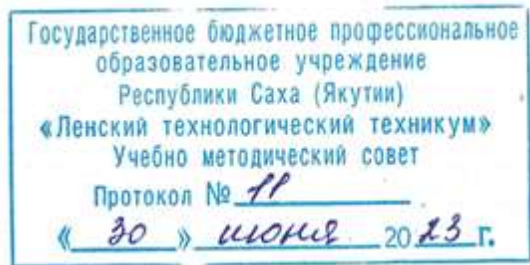 Государственное бюджетное профессиональное
образовательное учреждение
Республики Саха (Якутии)
«Ленский технологический техникум»
Учебно методический совет
Протокол № 11
« 30 » июня 20 23 г.